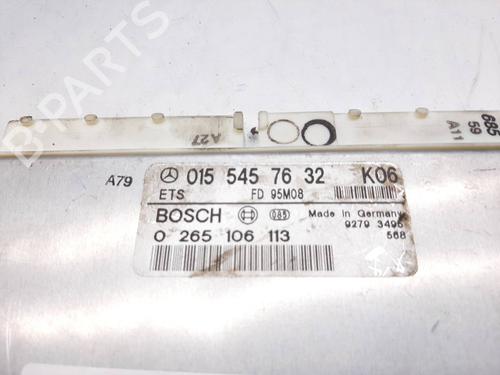 B-PARTS
A27
685
59
A11
A79
015 545 76 32 K06
ETS FD 95M08
BOSCH Made in Germany
9279 3495
0 265 106 113 568